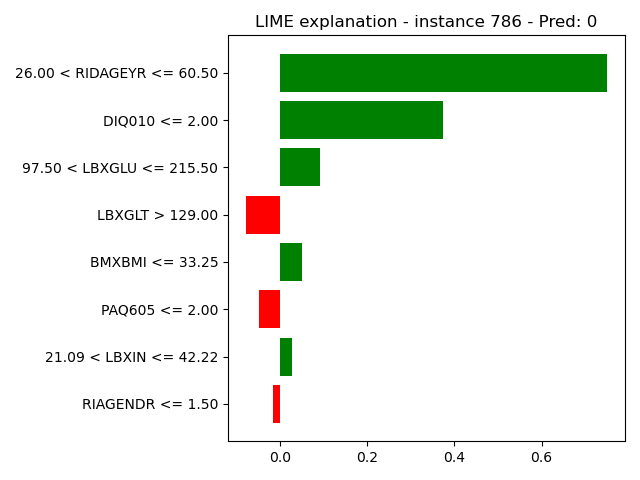 LIME explanation - instance 786 - Pred: 0
26.00 < RIDAGEYR <= 60.50
DIQ010 <= 2.00
97.50 < LBXGLU <= 215.50
LBXGLT > 129.00
BMXBMI <= 33.25
PAQ605 <= 2.00
21.09 < LBXIN <= 42.22
RIAGENDR <= 1.50
0.0 0.2 0.4 0.6